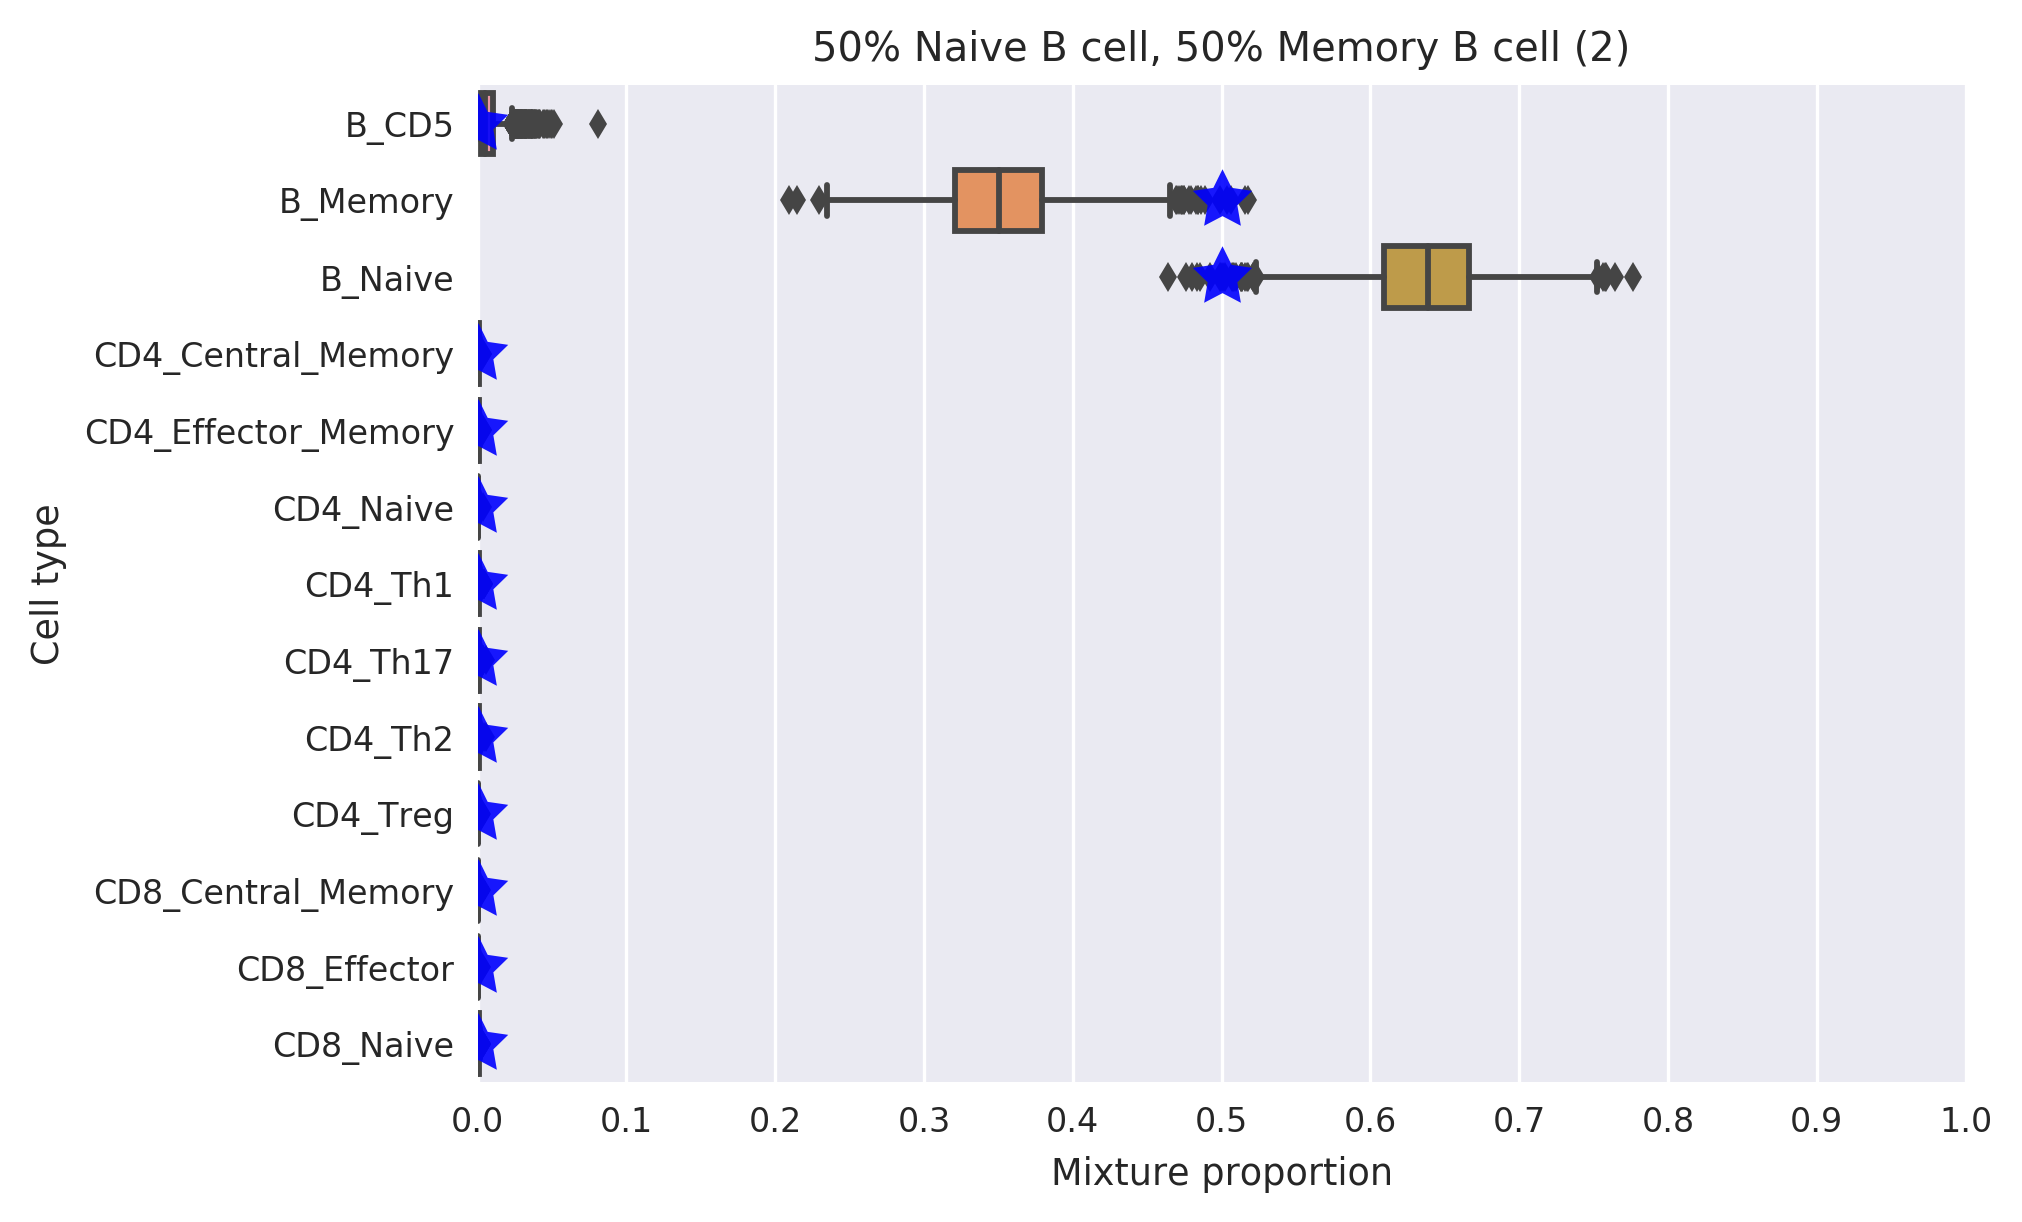 50% Naive B cell, 50% Memory B cell (2)
B_CD5
B_Memory
B_Naive
CD4_Central_Memory
CD4_Effector_Memory
CD4_Naive
CD4_Th1
CD4_Th17
CD4_Th2
CD4_Treg
CD8_Central_Memory
CD8_Effector
CD8_Naive
Cell type
0.0 0.1 0.2 0.3 0.4 0.5 0.6 0.7 0.8 0.9 1.0
Mixture proportion